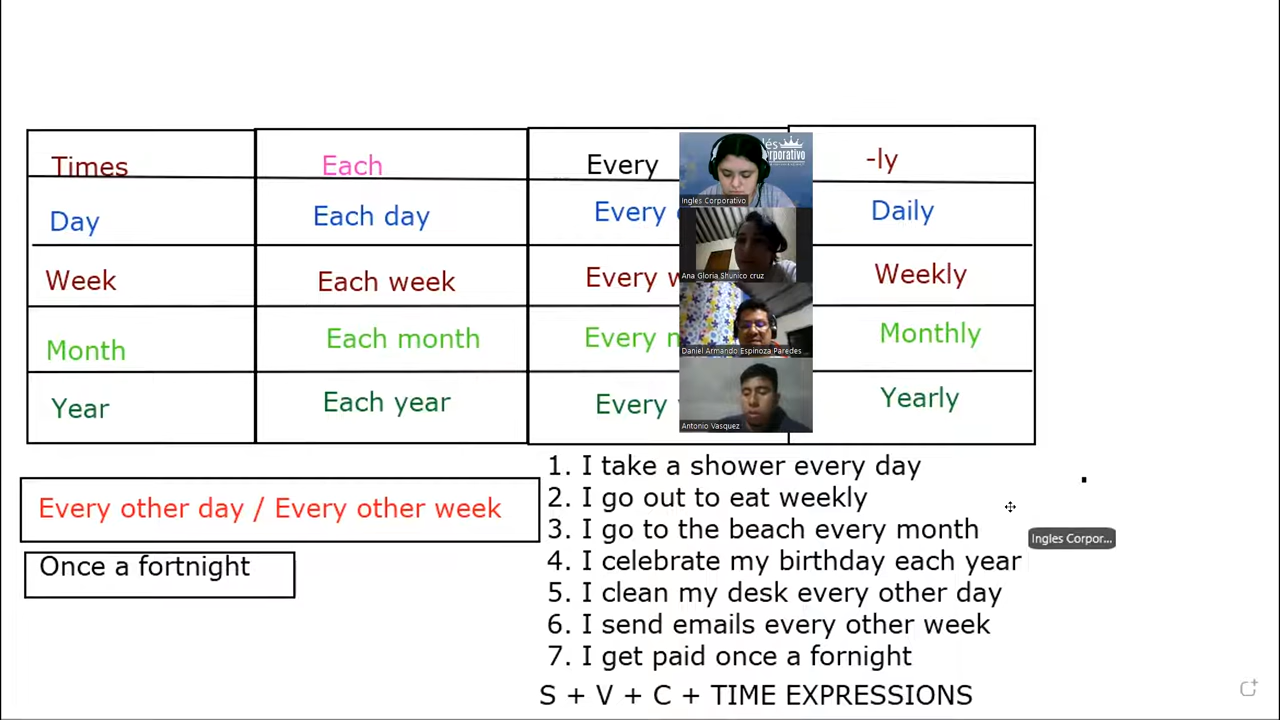 Times Each Every -ly
Day Each day Every Daily
Week Each week Every Weekly
Month Each month Every Monthly
Year Each year Every Yearly
és
rporativo
Ingles Corporativo
Ana Gloria Shunico cruz
Daniel Armando Espinoza Paredes
Antonio Vasquez
Every other day / Every other week
Once a fortnight
1. I take a shower every day
2. I go out to eat weekly
3. I go to the beach every month
4. I celebrate my birthday each year
5. I clean my desk every other day
6. I send emails every other week
7. I get paid once a fornight
S + V + C + TIME EXPRESSIONS
Ingles Corpor...